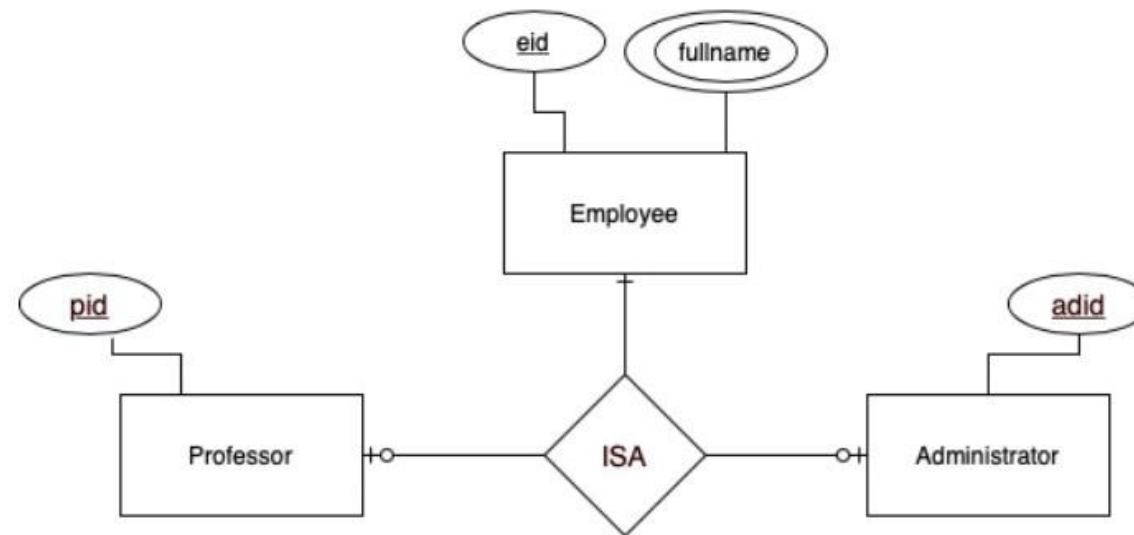 eid
fullname
Employee
pid
adid
Professor
ISA
Administrator